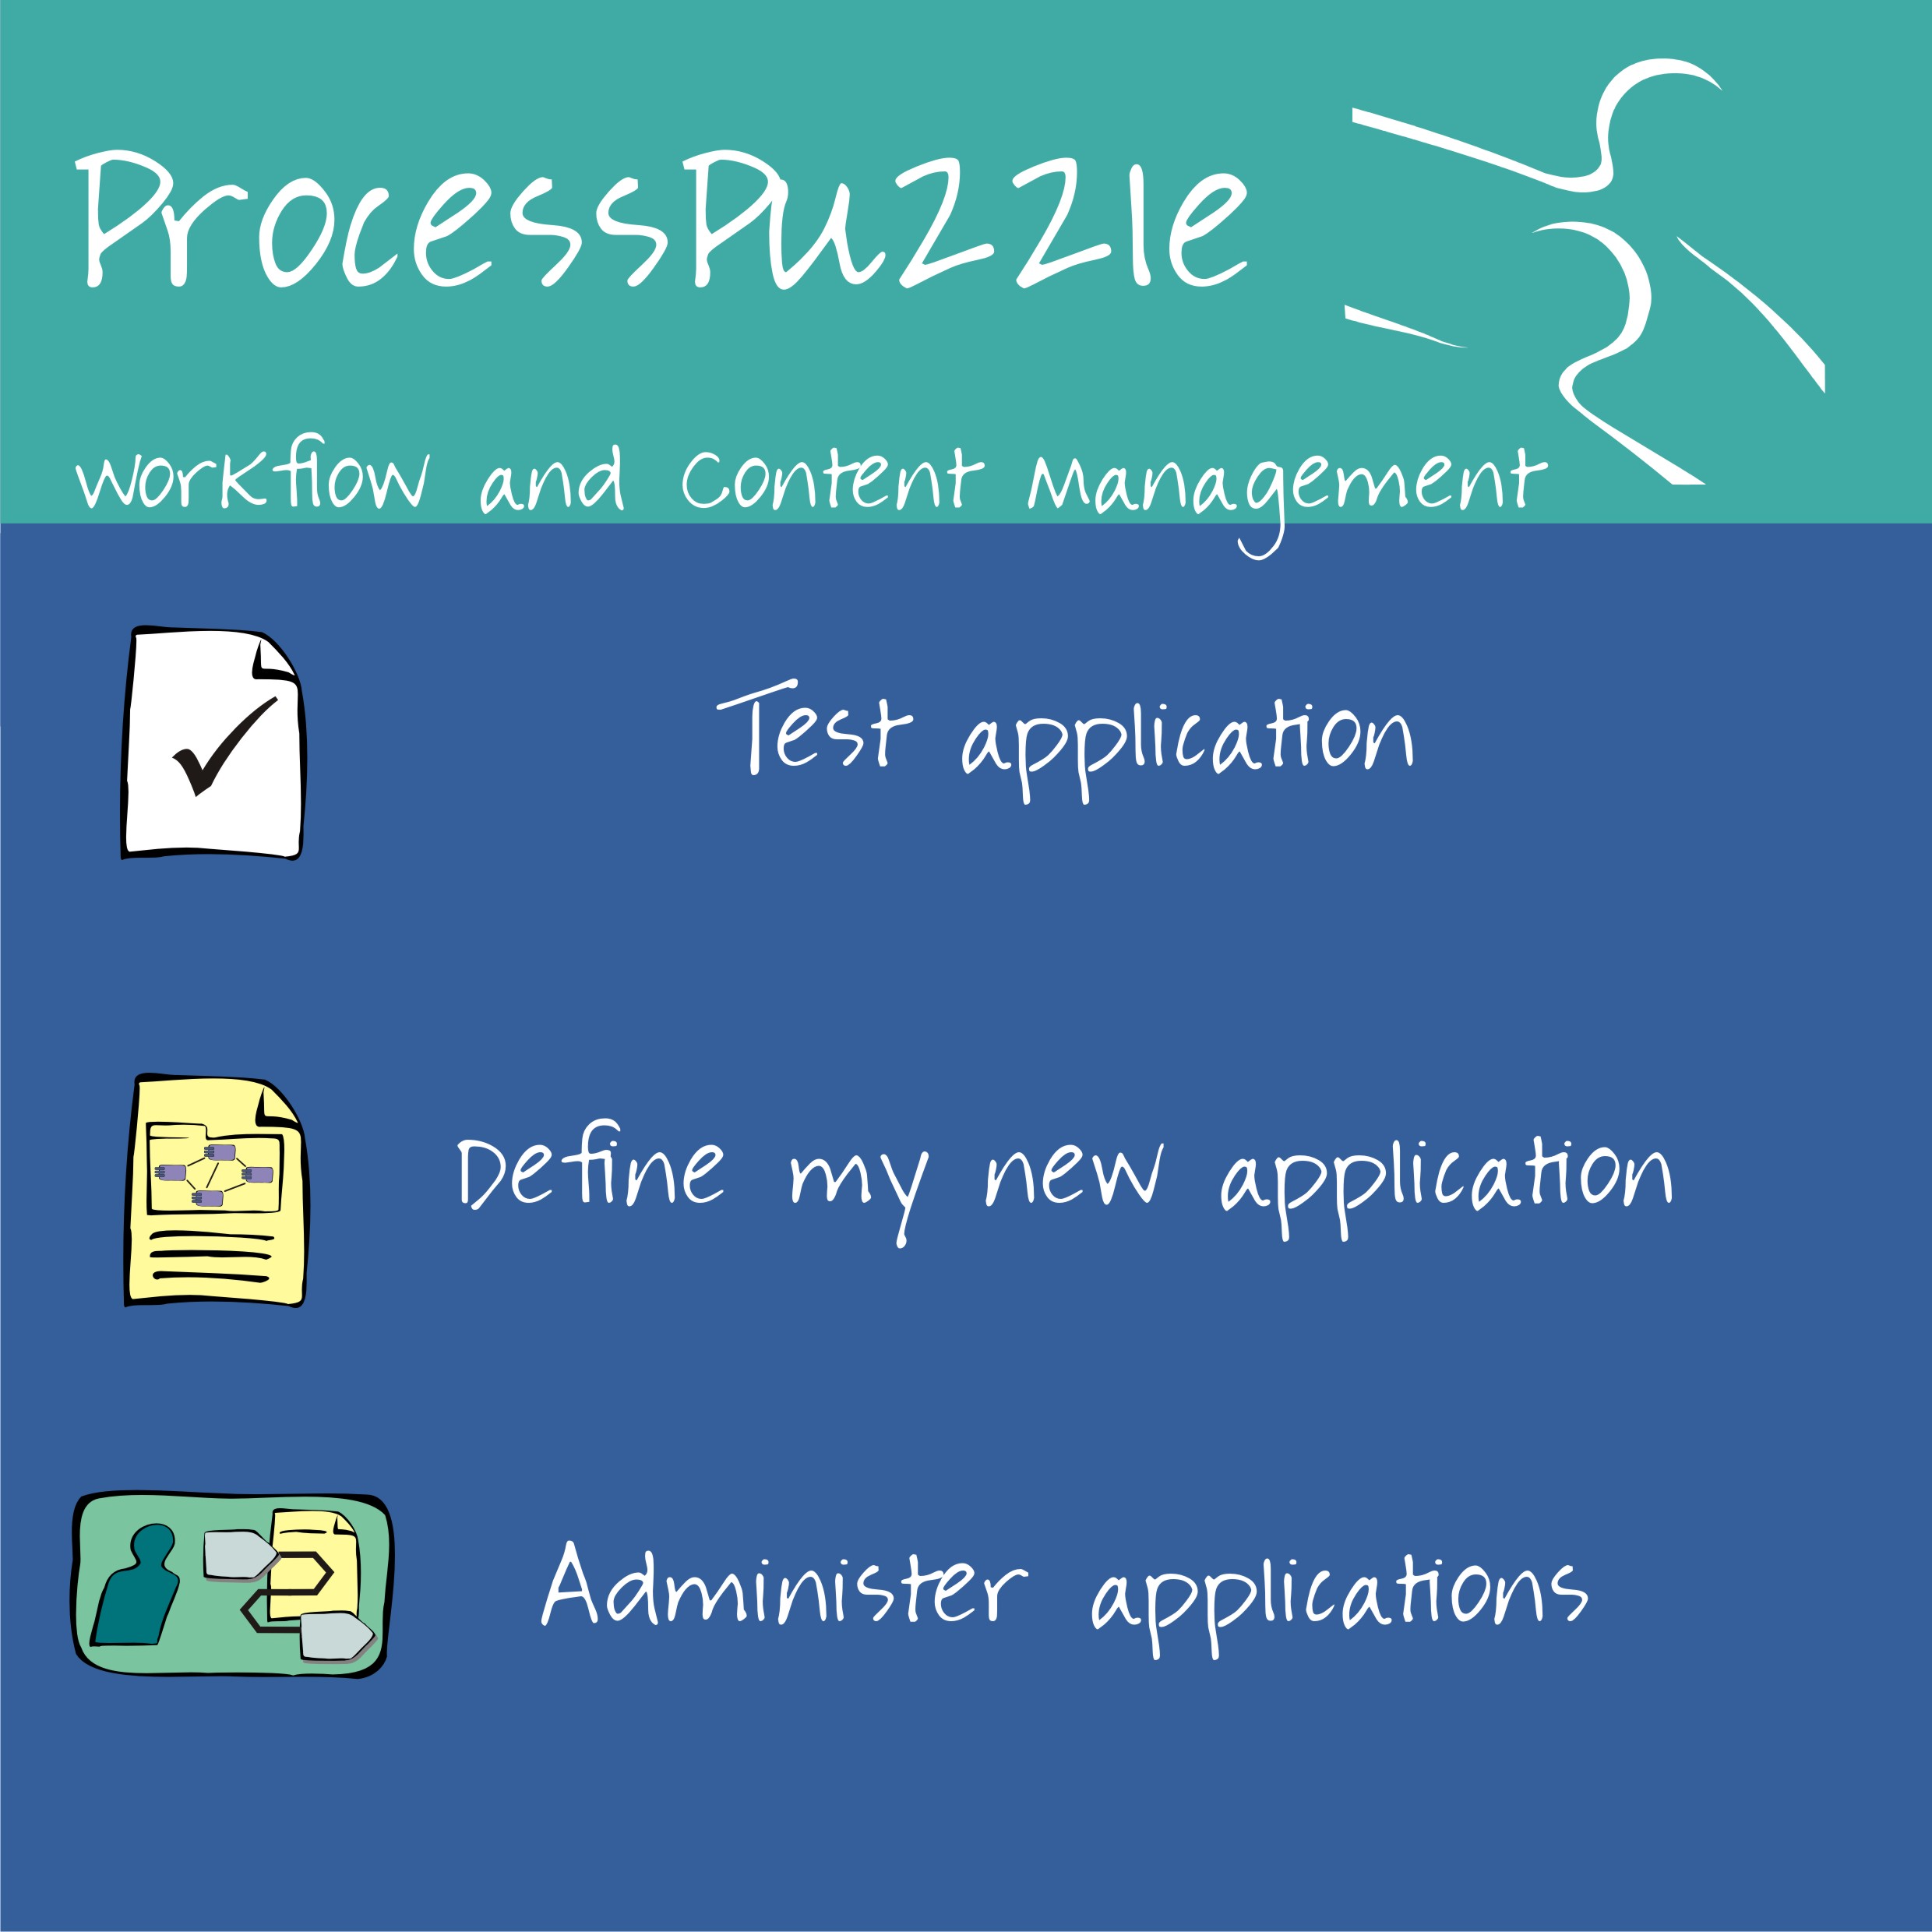 ProcessPuzzle
workflow and content management
Test application
Define my new application
Administer applications